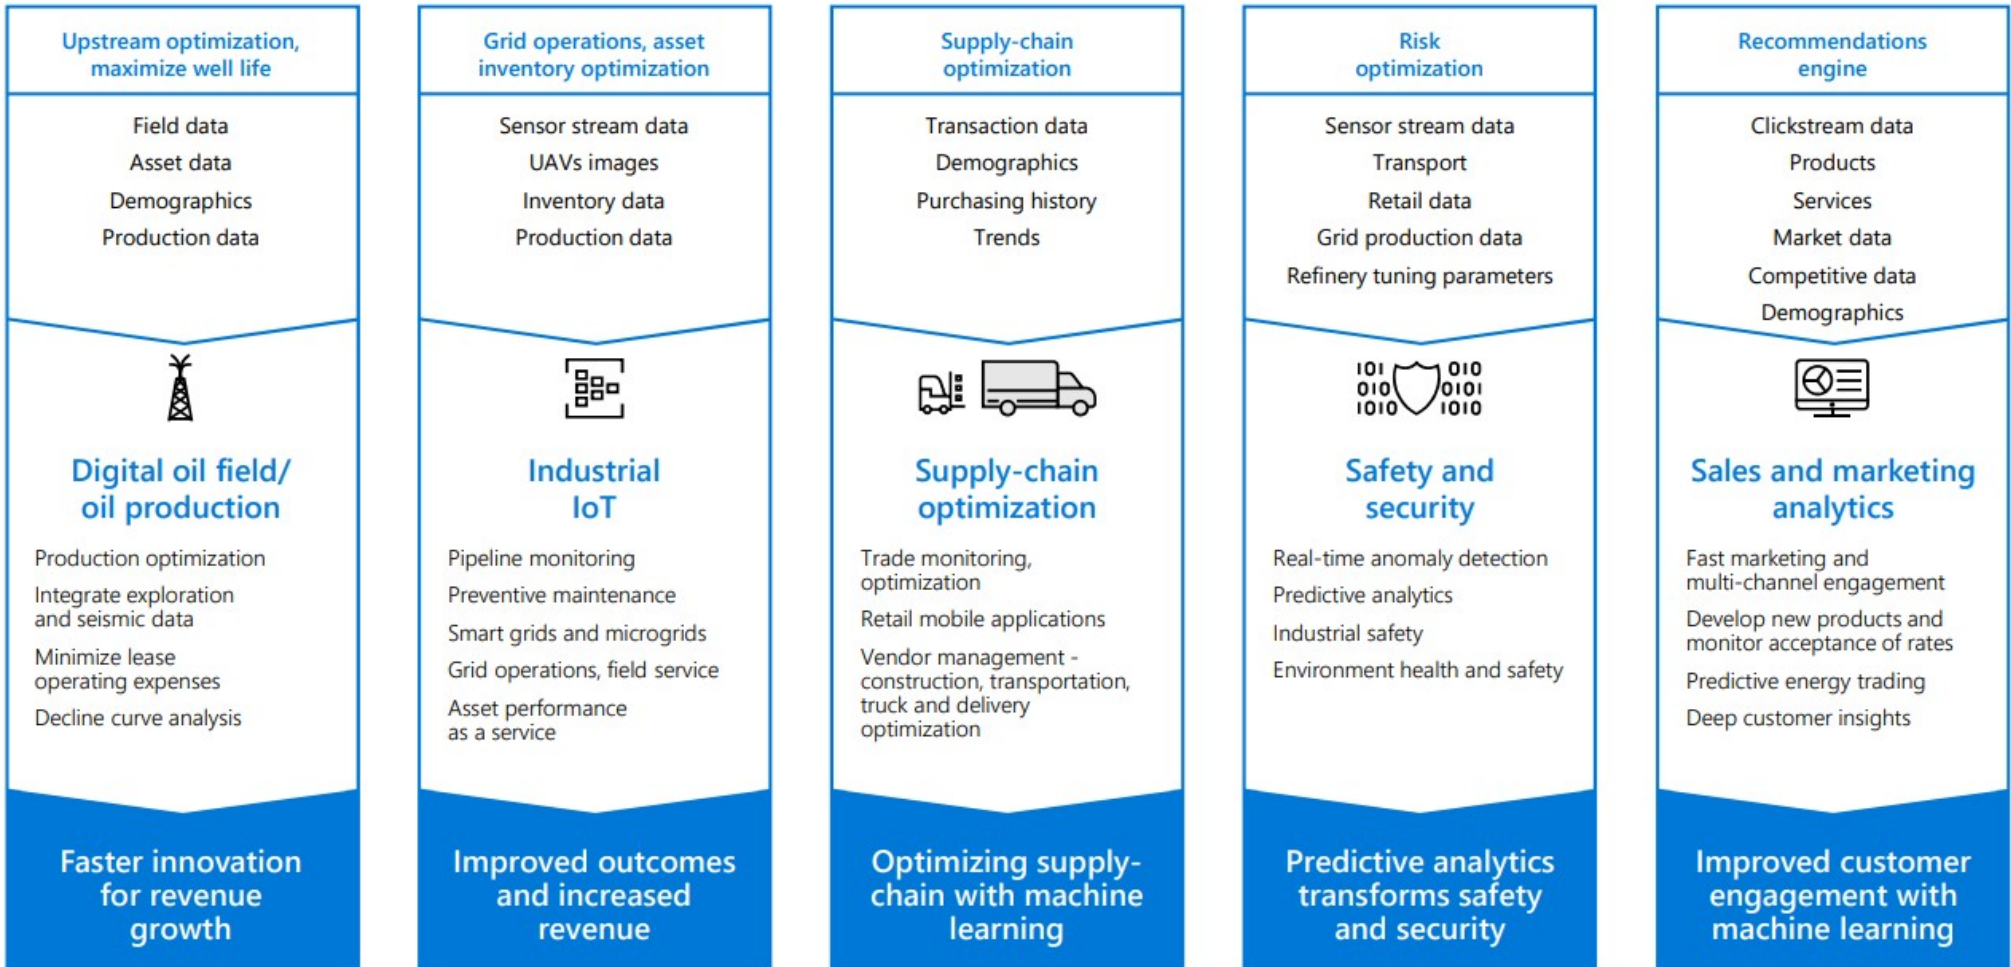 Upstream optimization,
maximize well life
Field data
Asset data
Demographics
Production data
Digital oil field/
oil production
Production optimization
Integrate exploration
and seismic data
Minimize lease
operating expenses
Decline curve analysis
Faster innovation
for revenue
growth
Grid operations, asset
inventory optimization
Sensor stream data
UAVs images
Inventory data
Production data
Industrial
IoT
Pipeline monitoring
Preventive maintenance
Smart grids and microgrids
Grid operations, field service
Asset performance
as a service
Improved outcomes
and increased
revenue
Supply-chain
optimization
Transaction data
Demographics
Purchasing history
Trends
Supply-chain
optimization
Trade monitoring,
optimization
Retail mobile applications
Vendor management -
construction, transportation,
truck and delivery
optimization
Optimizing supply-
chain with machine
learning
Risk
optimization
Sensor stream data
Transport
Retail data
Grid production data
Refinery tuning parameters
101 010
010 0101
1010 1010
Safety and
security
Real-time anomaly detection
Predictive analytics
Industrial safety
Environment health and safety
Predictive analytics
transforms safety
and security
Recommendations
engine
Clickstream data
Products
Services
Market data
Competitive data
Demographics
Sales and marketing
analytics
Fast marketing and
multi-channel engagement
Develop new products and
monitor acceptance of rates
Predictive energy trading
Deep customer insights
Improved customer
engagement with
machine learning